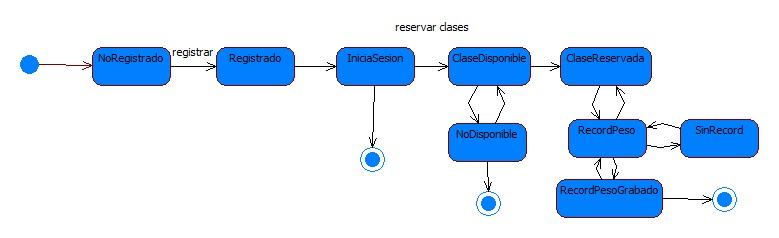 reservar clases
NoRegistrado
registrar
Registrado
IniciaSesion
ClaseDisponible
ClaseReservada
NoDisponible
RecordPeso
SinRecord
RecordPesoGrabado